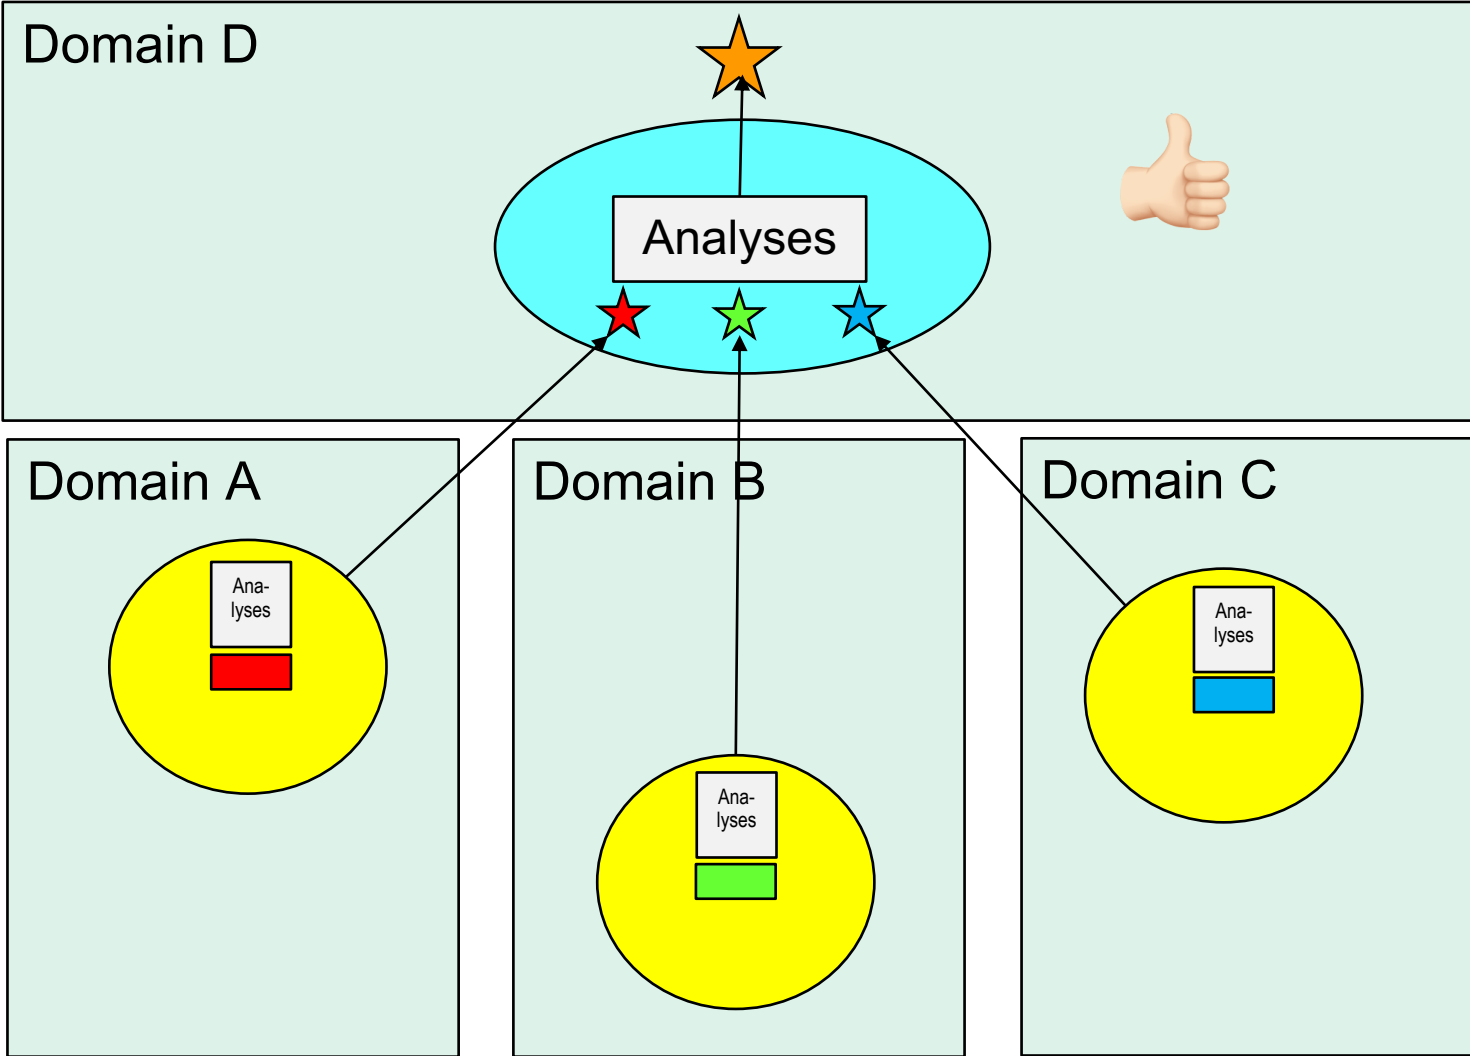 Domain D
Analyses
Domain A
Domain B
Domain C
Ana-
lyses
Ana-
lyses
Ana-
lyses